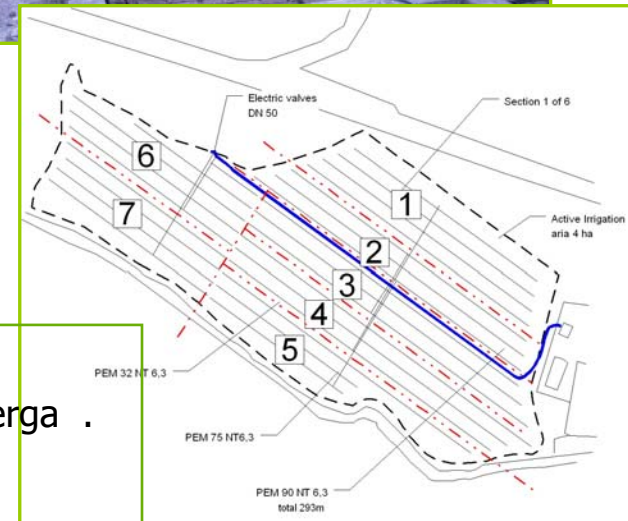 Electric valves
DN 50
Section 1 of 6
6
1
7
Active Irrigation
aria 4 ha
2
3
4
5
PEM 32 NT 6,3
erga .
PEM 75 NT6,3
PEM 90 NT 6,3
total 293m